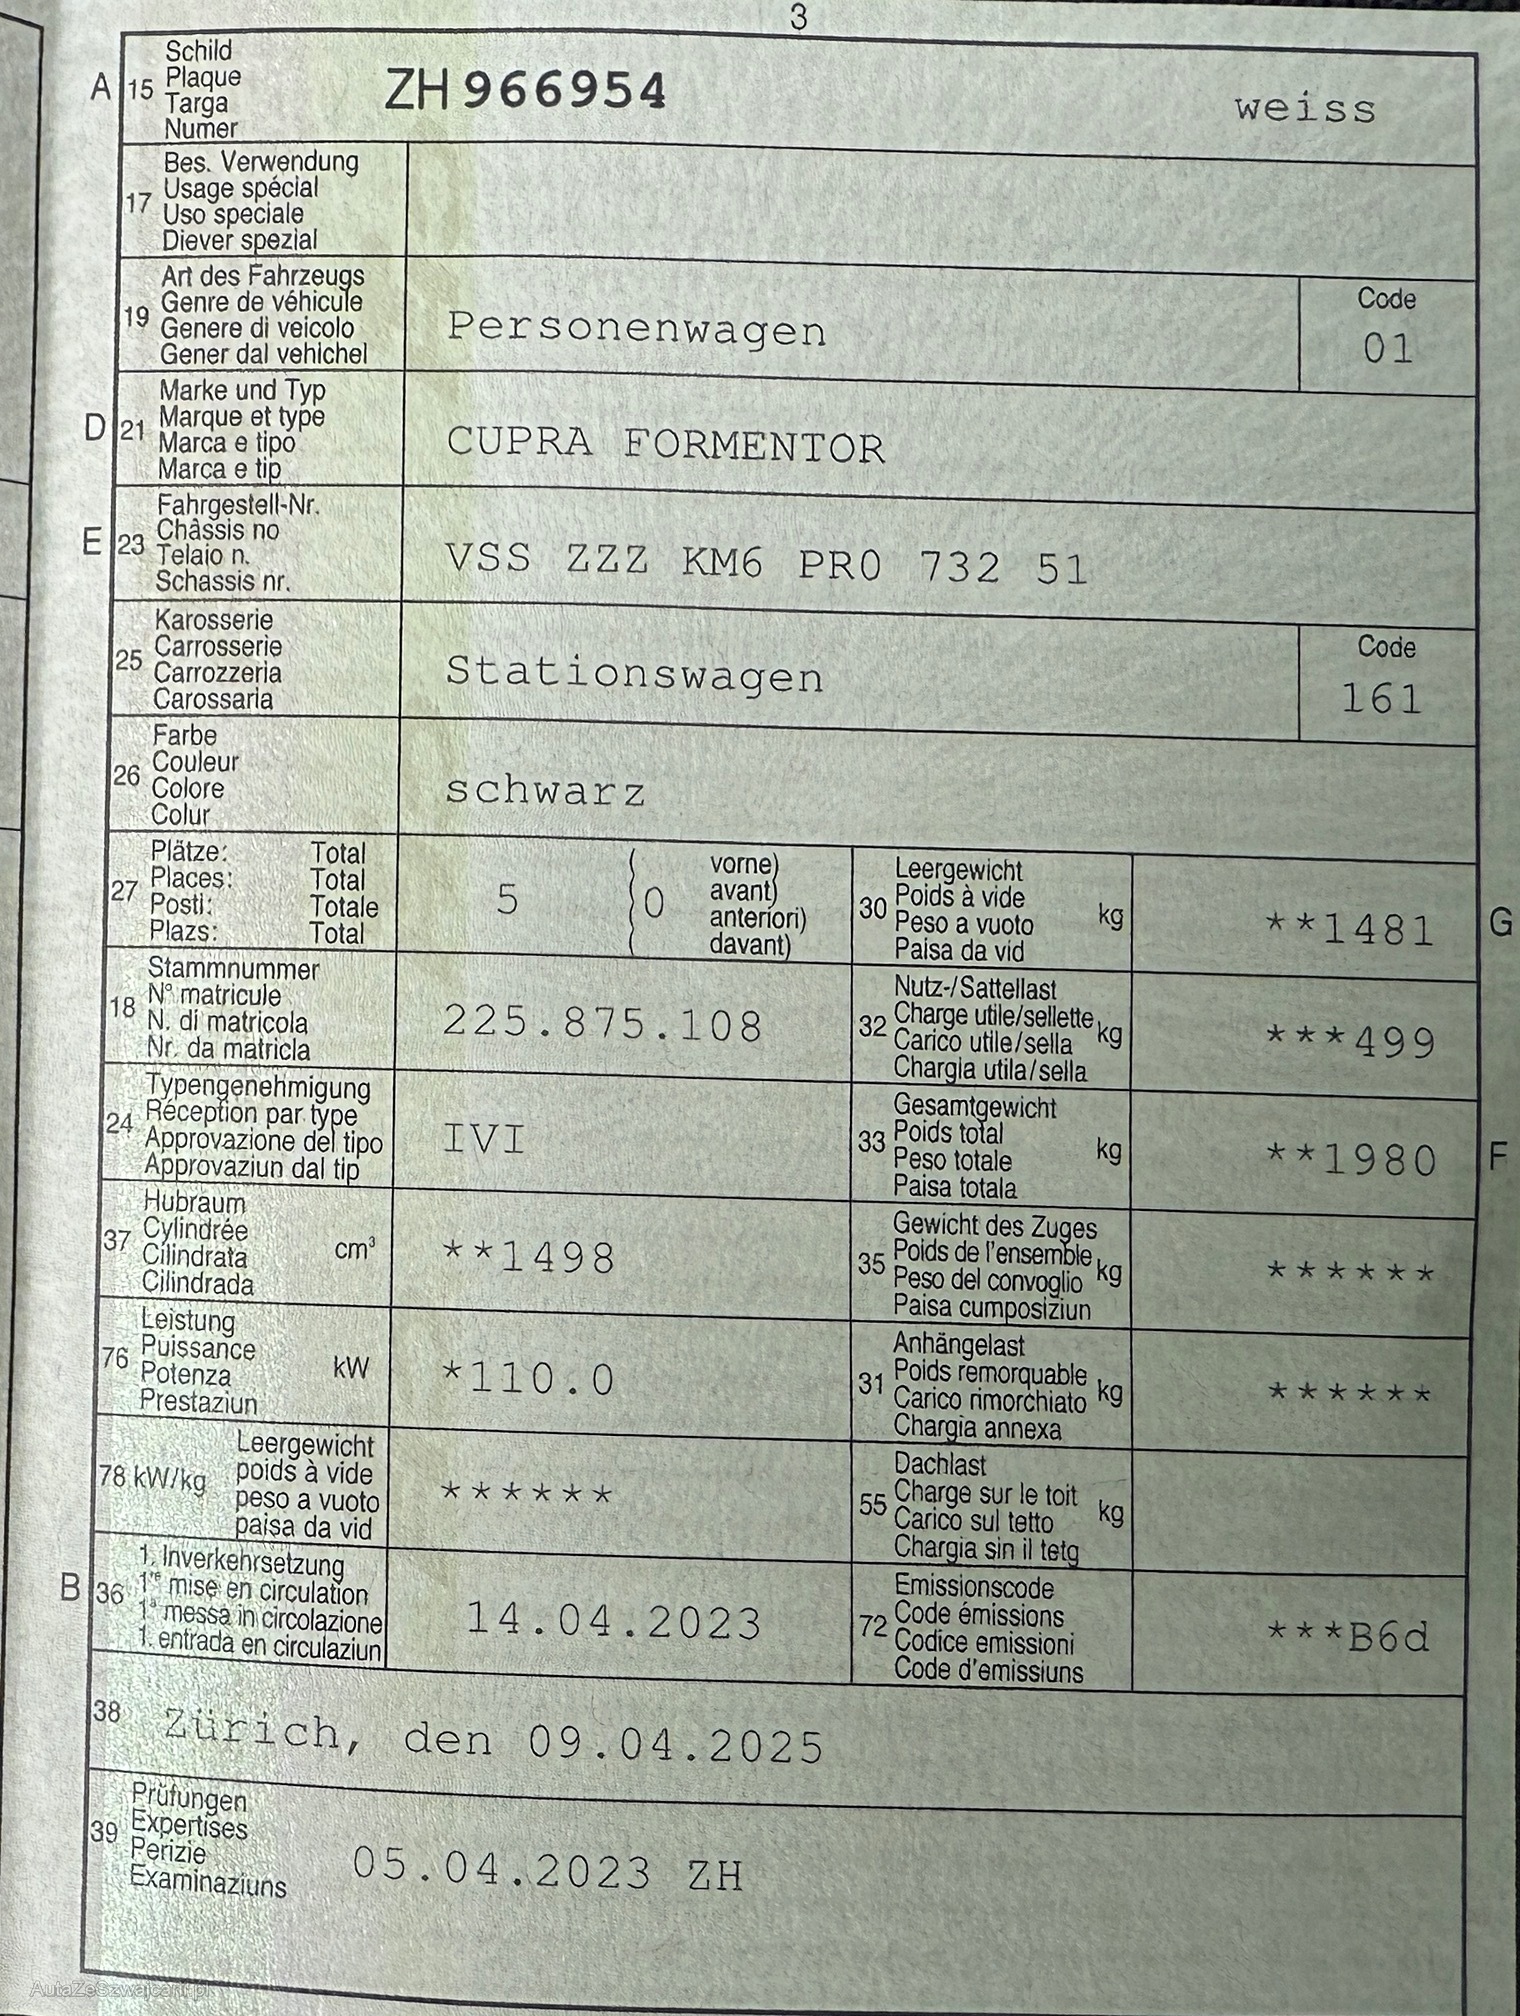 3
A 15 Schild
Plaque
Targa
Numer
ZH 966954
weiss
17 Bes. Verwendung
Usage spécial
Uso speciale
Diever spezial
19 Art des Fahrzeugs
Genre de véhicule
Genere di veicolo
Gener dal vehichel
Personenwagen
Code
01
D 21 Marke und Typ
Marque et type
Marca e tipo
Marca e tip
CUPRA FORMENTOR
E 23 Fahrgestell-Nr.
Châssis no
Telaio n.
Schassis nr.
VSS ZZZ KM6 PR0 732 51
25 Karosserie
Carrosserie
Carrozzeria
Carossaria
Stationswagen
Code
161
26 Farbe
Couleur
Colore
Colur
schwarz
27 Plätze: Total
Places: Total
Posti: Totale
Plazs: Total
5
0
vorne)
avant)
anteriori)
davant)
30 Leergewicht
Poids à vide
Peso a vuoto
Paisa da vid
kg
**1481
G
18 Stammnummer
N° matricule
N. di matricola
Nr. da matricla
225.875.108
32 Nutz-/Sattellast
Charge utile/sellette
Carico utile/sella
Chargia utila/sella
kg
***499
24 Typengenehmigung
Réception par type
Approvazione del tipo
Approvaziun dal tip
IVI
33 Gesamtgewicht
Poids total
Peso totale
Paisa totala
kg
**1980
F
37 Hubraum
Cylindrée
Cilindrata
Cilindrada
cm³
**1498
35 Gewicht des Zuges
Poids de l'ensemble
Peso del convoglio
Paisa cumposiziun
kg
******
76 Leistung
Puissance
Potenza
Prestaziun
kW
*110.0
31 Anhängelast
Poids remorquable
Carico rimorchiato
Chargia annexa
kg
******
78 kW/kg
Leergewicht
poids à vide
peso a vuoto
paisa da vid
******
55 Dachlast
Charge sur le toit
Carico sul tetto
Chargia sin il tetg
kg
B 36 1. Inverkehrsetzung
1re mise en circulation
1a messa in circolazione
1. entrada en circulaziun
14.04.2023
72 Emissionscode
Code émissions
Codice emissioni
Code d'emissiuns
***B6d
38 Zürich, den 09.04.2025
39 Prüfungen
Expertises
Perizie
Examinaziuns
05.04.2023 ZH
AutaZeSzwajcarii.pl